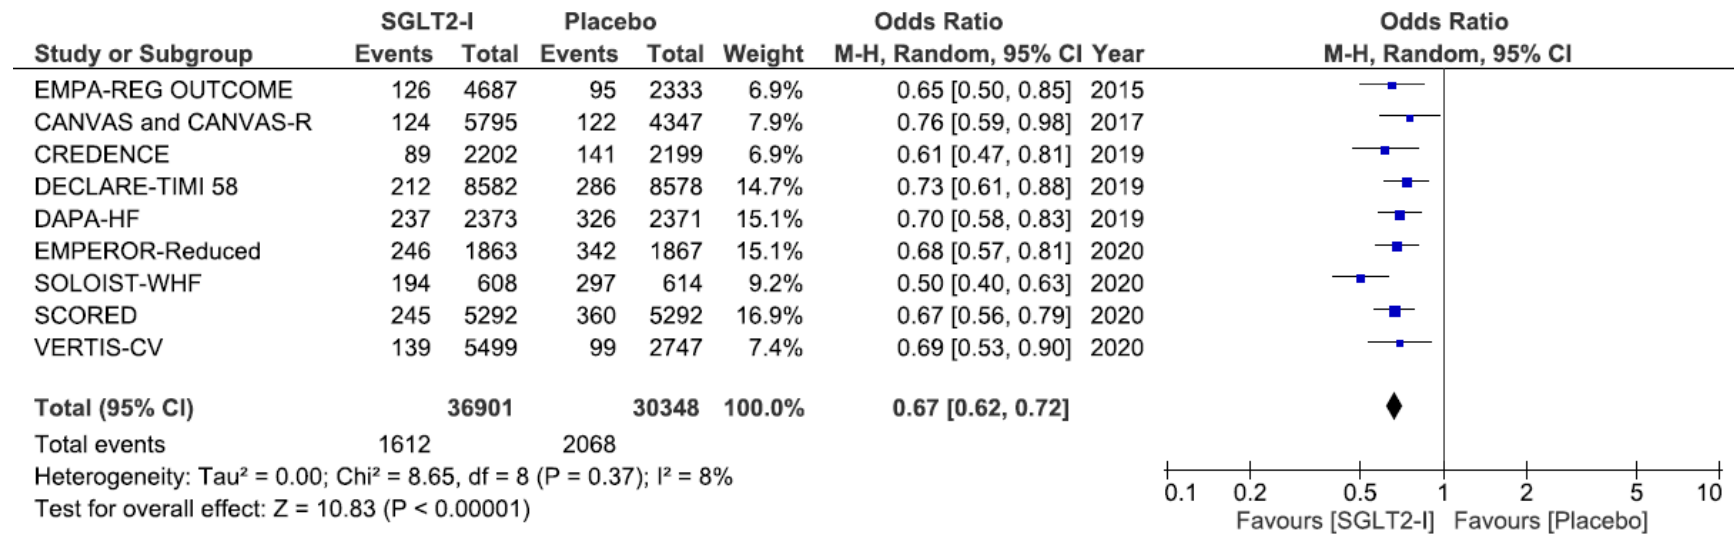 SGLT2-I Placebo Odds Ratio Odds Ratio
Study or Subgroup Events Total Events Total Weight M-H, Random, 95% CI Year M-H, Random, 95% CI
EMPA-REG OUTCOME 126 4687 95 2333 6.9% 0.65 [0.50, 0.85] 2015
CANVAS and CANVAS-R 124 5795 122 4347 7.9% 0.76 [0.59, 0.98] 2017
CREDENCE 89 2202 141 2199 6.9% 0.61 [0.47, 0.81] 2019
DECLARE-TIMI 58 212 8582 286 8578 14.7% 0.73 [0.61, 0.88] 2019
DAPA-HF 237 2373 326 2371 15.1% 0.70 [0.58, 0.83] 2019
EMPEROR-Reduced 246 1863 342 1867 15.1% 0.68 [0.57, 0.81] 2020
SOLOIST-WHF 194 608 297 614 9.2% 0.50 [0.40, 0.63] 2020
SCORED 245 5292 360 5292 16.9% 0.67 [0.56, 0.79] 2020
VERTIS-CV 139 5499 99 2747 7.4% 0.69 [0.53, 0.90] 2020
Total (95% CI) 36901 30348 100.0% 0.67 [0.62, 0.72]
Total events 1612 2068
Heterogeneity: Tau² = 0.00; Chi² = 8.65, df = 8 (P = 0.37); I² = 8%
Test for overall effect: Z = 10.83 (P < 0.00001)
0.1 0.2 0.5 1 2 5 10
Favours [SGLT2-I] Favours [Placebo]